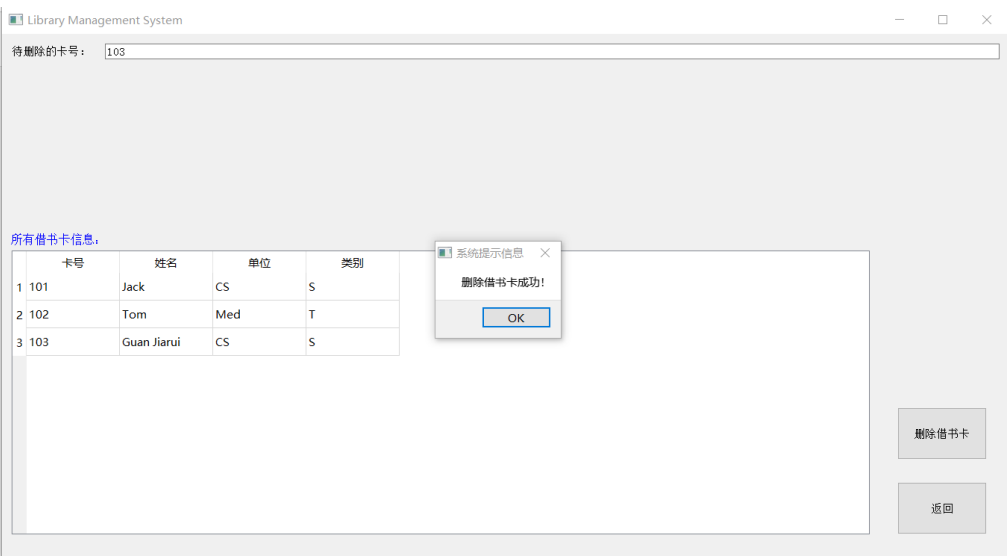 Library Management System
待删除的卡号： 103
所有借书卡信息：
系统提示信息
删除借书卡成功！
OK
卡号 姓名 单位 类别
1 101 Jack CS S
2 102 Tom Med T
3 103 Guan Jiarui CS S
删除借书卡
返回